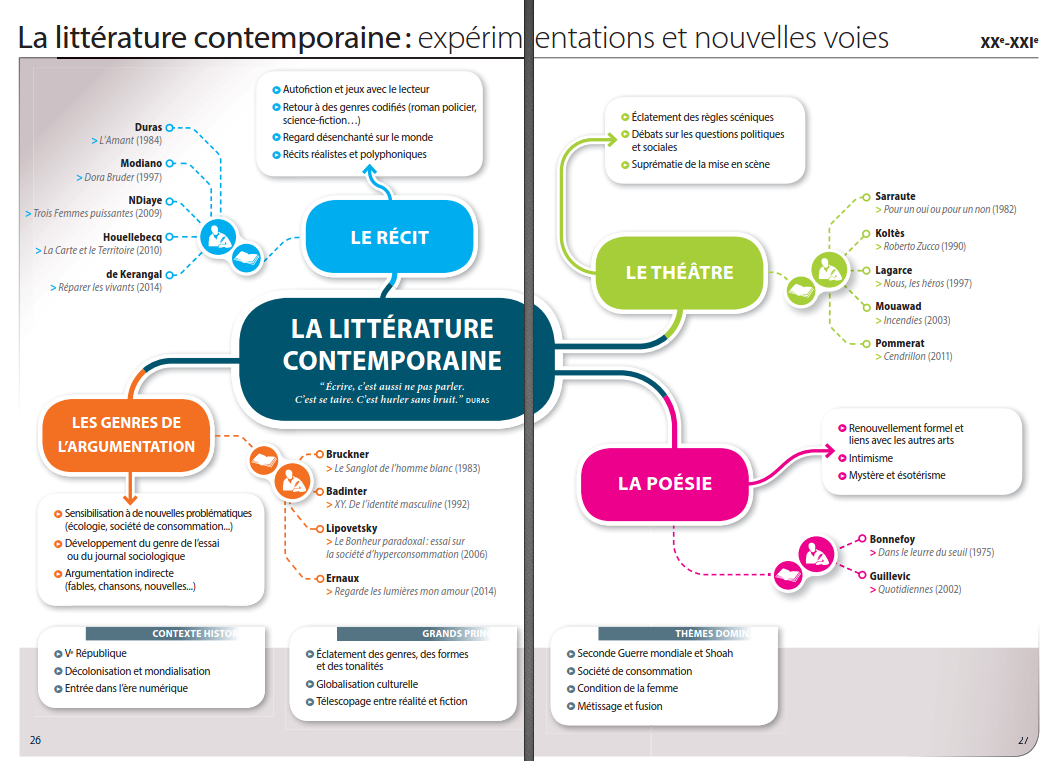 La littérature contemporaine : expérimentations et nouvelles voies
XXe-XXIe
Autofiction et jeux avec le lecteur
Retour à des genres codifiés (roman policier,
science-fiction…)
Regard désenchanté sur le monde
Récits réalistes et polyphoniques
Duras
> L'Amant (1984)
Modiano
> Dora Bruder (1997)
NDiaye
> Trois Femmes puissantes (2009)
Houellebecq
> La Carte et le Territoire (2010)
de Kerangal
> Réparer les vivants (2014)
LE RÉCIT
LA LITTÉRATURE
CONTEMPORAINE
“Écrire, c'est aussi ne pas parler.
C'est se taire. C'est hurler sans bruit.” DURAS
LES GENRES DE
L'ARGUMENTATION
Bruckner
> Le Sanglot de l'homme blanc (1983)
Badinter
> XY. De l'identité masculine (1992)
Lipovetsky
> Le Bonheur paradoxal : essai sur
la société d'hyperconsommation (2006)
Ernaux
> Regarde les lumières mon amour (2014)
Sensibilisation à de nouvelles problématiques
(écologie, société de consommation...)
Développement du genre de l'essai
ou du journal sociologique
Argumentation indirecte
(fables, chansons, nouvelles...)
Éclatement des règles scéniques
Débats sur les questions politiques
et sociales
Suprématie de la mise en scène
LE THÉÂTRE
Sarraute
> Pour un oui ou pour un non (1982)
Koltès
> Roberto Zucco (1990)
Lagarce
> Nous, les héros (1997)
Mouawad
> Incendies (2003)
Pommerat
> Cendrillon (2011)
LA POÉSIE
Renouvellement formel et
liens avec les autres arts
Intimisme
Mystère et ésotérisme
Bonnefoy
> Dans le leurre du seuil (1975)
Guillevic
> Quotidiennes (2002)
CONTEXTE HISTOR
Ve République
Décolonisation et mondialisation
Entrée dans l'ère numérique
GRANDS PRIN
Éclatement des genres, des formes
et des tonalités
Globalisation culturelle
Télescopage entre réalité et fiction
THÈMES DOMIN
Seconde Guerre mondiale et Shoah
Société de consommation
Condition de la femme
Métissage et fusion
26
27